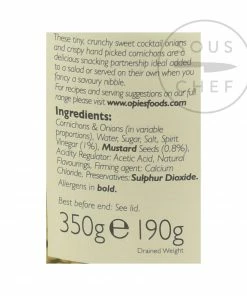 OUS
CHEF
These tiny, crunchy sweet cocktail onions
and crisp hand picked cornichons are a
delicious snacking partnership ideal added
to a salad or served on their own when you
fancy a savoury nibble.
For recipes and serving suggestions on our full
range please visit: www.opiesfoods.com
Ingredients:
Cornichons & Onions (in variable
proportions), Water, Sugar, Salt, Spirit
Vinegar (1%), Mustard Seeds (0.8%),
Acidity Regulator: Acetic Acid, Natural
Flavourings, Firming agent: Calcium
Chloride, Preservatives: Sulphur Dioxide.
Allergens in bold.
Best before end: See lid.
350g e 190g
Drained Weight